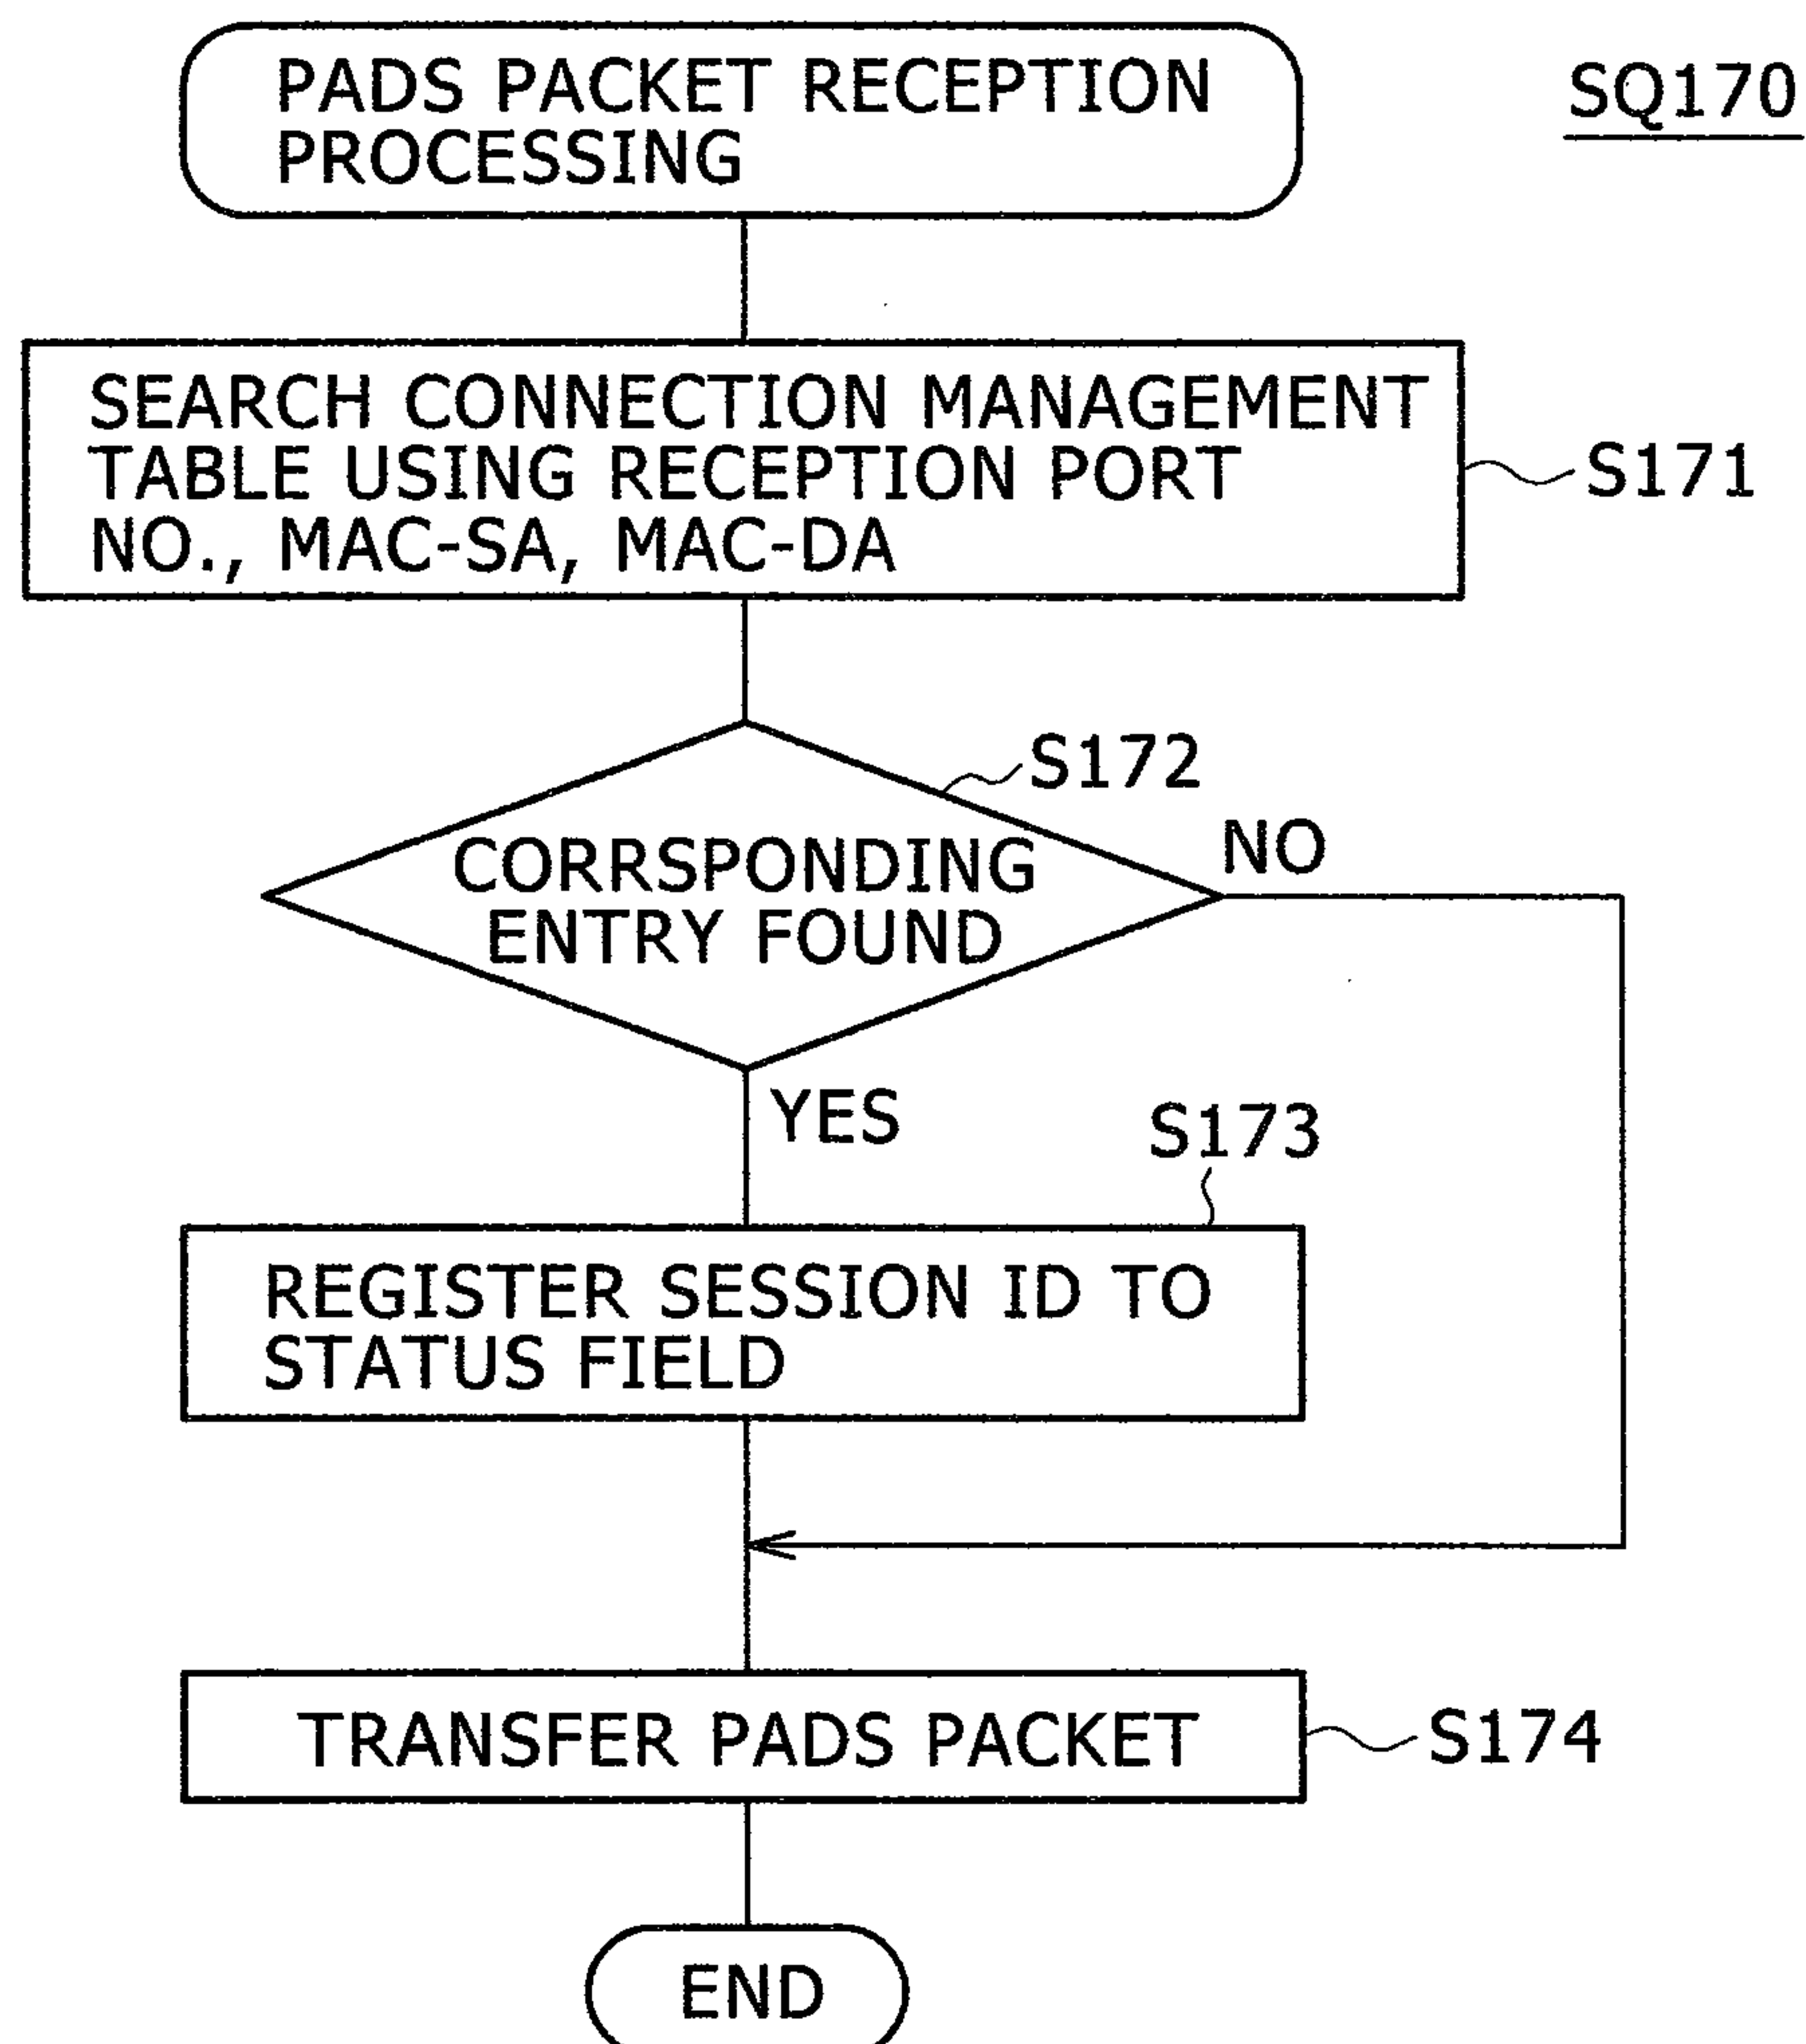 PADS PACKET RECEPTION
PROCESSING
SQ170
SEARCH CONNECTION MANAGEMENT
TABLE USING RECEPTION PORT
NO., MAC-SA, MAC-DA
S171
S172
CORRSPONDING
ENTRY FOUND
NO
YES
S173
REGISTER SESSION ID TO
STATUS FIELD
TRANSFER PADS PACKET
S174
END